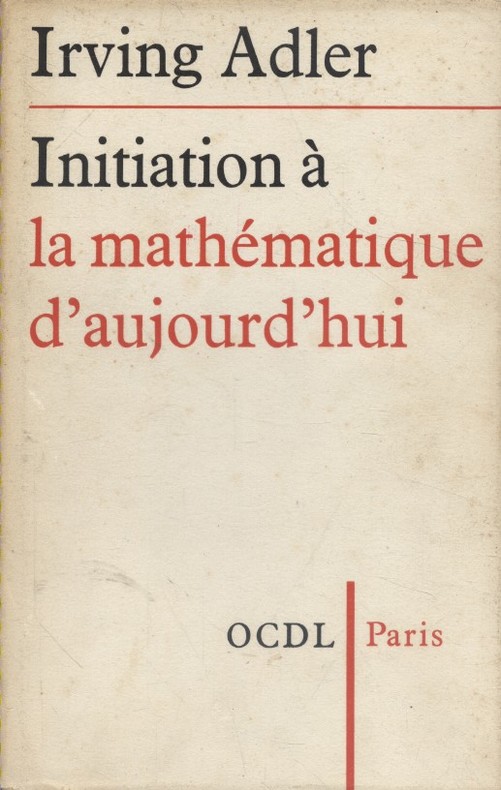 Irving Adler
Initiation à
la mathématique
d'aujourd'hui
OCDL Paris